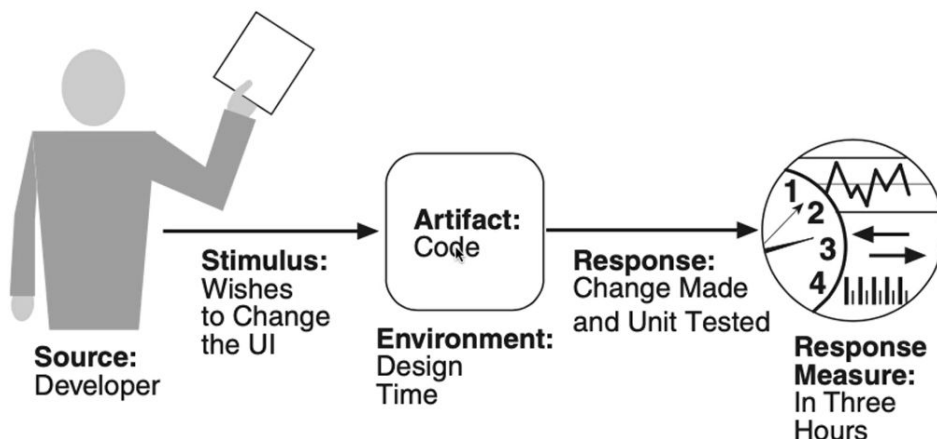 Source:
Developer
Stimulus:
Wishes
to Change
the UI
Artifact:
Code
Environment:
Design
Time
Response:
Change Made
and Unit Tested
1
2
3
4
Response
Measure:
In Three
Hours